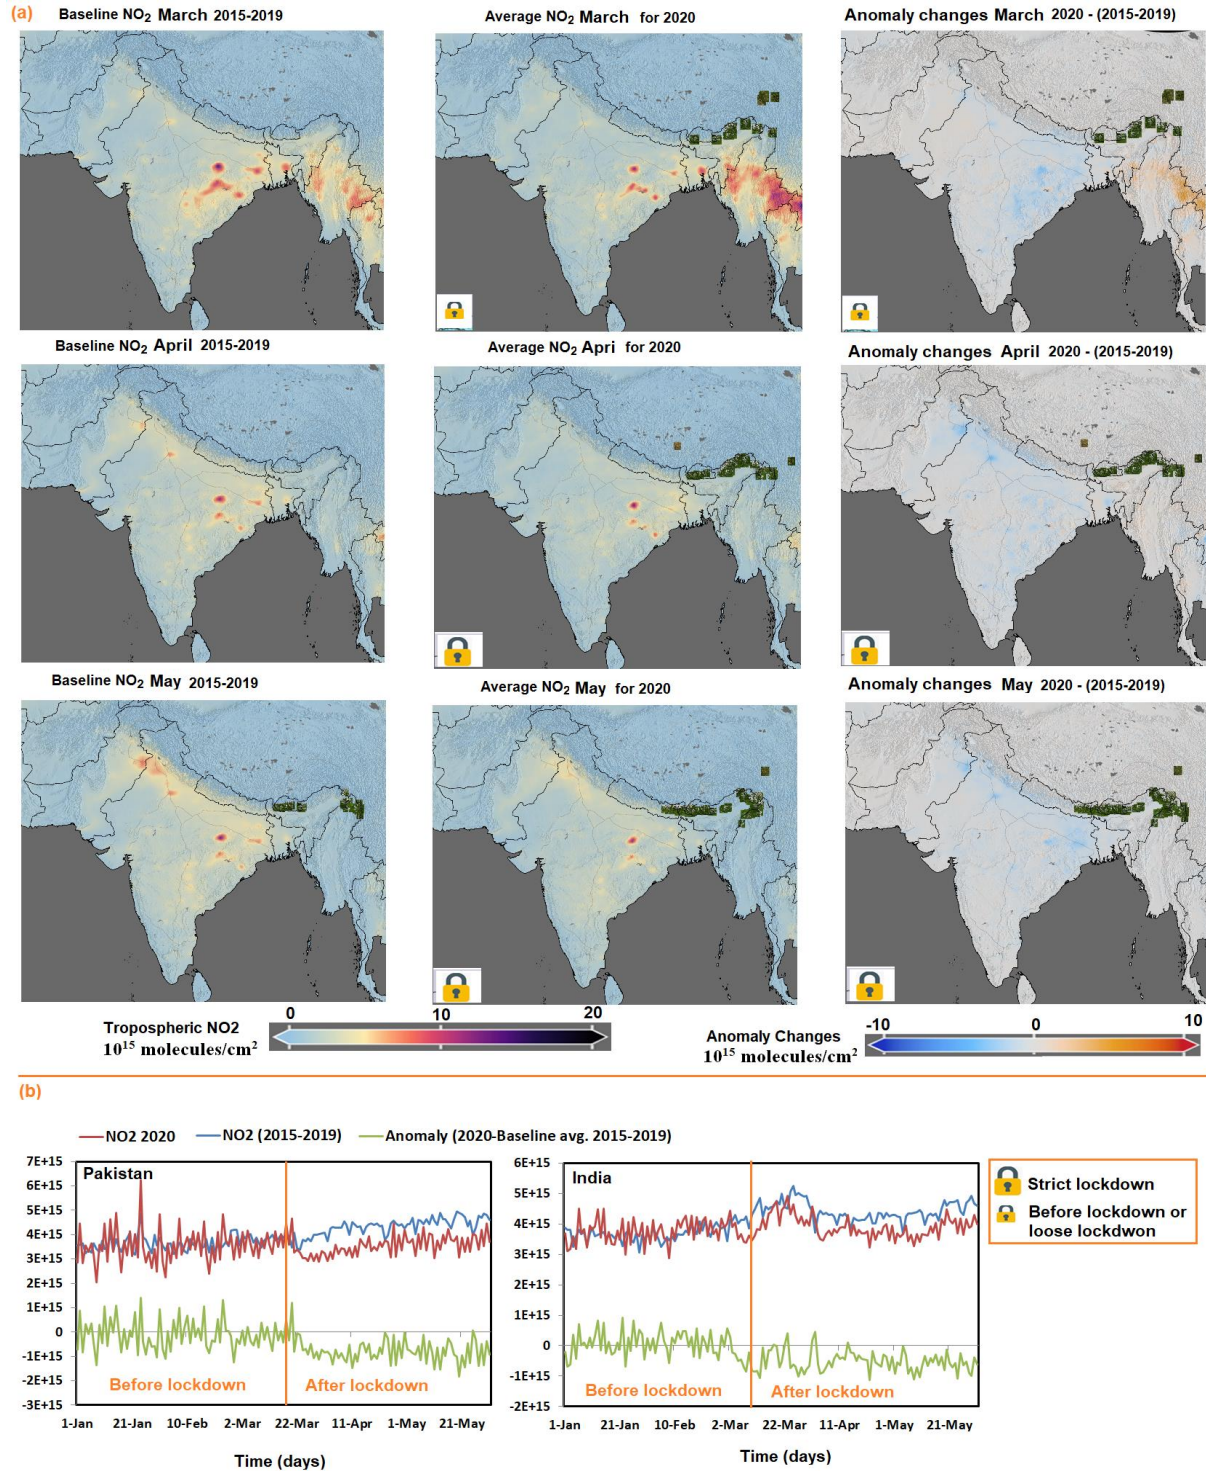 (a)
Baseline NO2 March 2015-2019
Average NO2 March for 2020
Anomaly changes March 2020 - (2015-2019)
Baseline NO2 April 2015-2019
Average NO2 Apri for 2020
Anomaly changes April 2020 - (2015-2019)
Baseline NO2 May 2015-2019
Average NO2 May for 2020
Anomaly changes May 2020 - (2015-2019)
Tropospheric NO2
10^15 molecules/cm^2
0 10 20
Anomaly Changes
10^15 molecules/cm^2
-10 0 10
(b)
NO2 2020 NO2 (2015-2019) Anomaly (2020-Baseline avg. 2015-2019)
Pakistan
7E+15
6E+15
5E+15
4E+15
3E+15
2E+15
1E+15
0
-1E+15
-2E+15
-3E+15
Before lockdown After lockdown
1-Jan 21-Jan 10-Feb 2-Mar 22-Mar 11-Apr 1-May 21-May
Time (days)
India
6E+15
5E+15
4E+15
3E+15
2E+15
1E+15
0
-1E+15
-2E+15
Before lockdown After lockdown
1-Jan 21-Jan 10-Feb 2-Mar 22-Mar 11-Apr 1-May 21-May
Time (days)
Strict lockdown
Before lockdown or
loose lockdwon